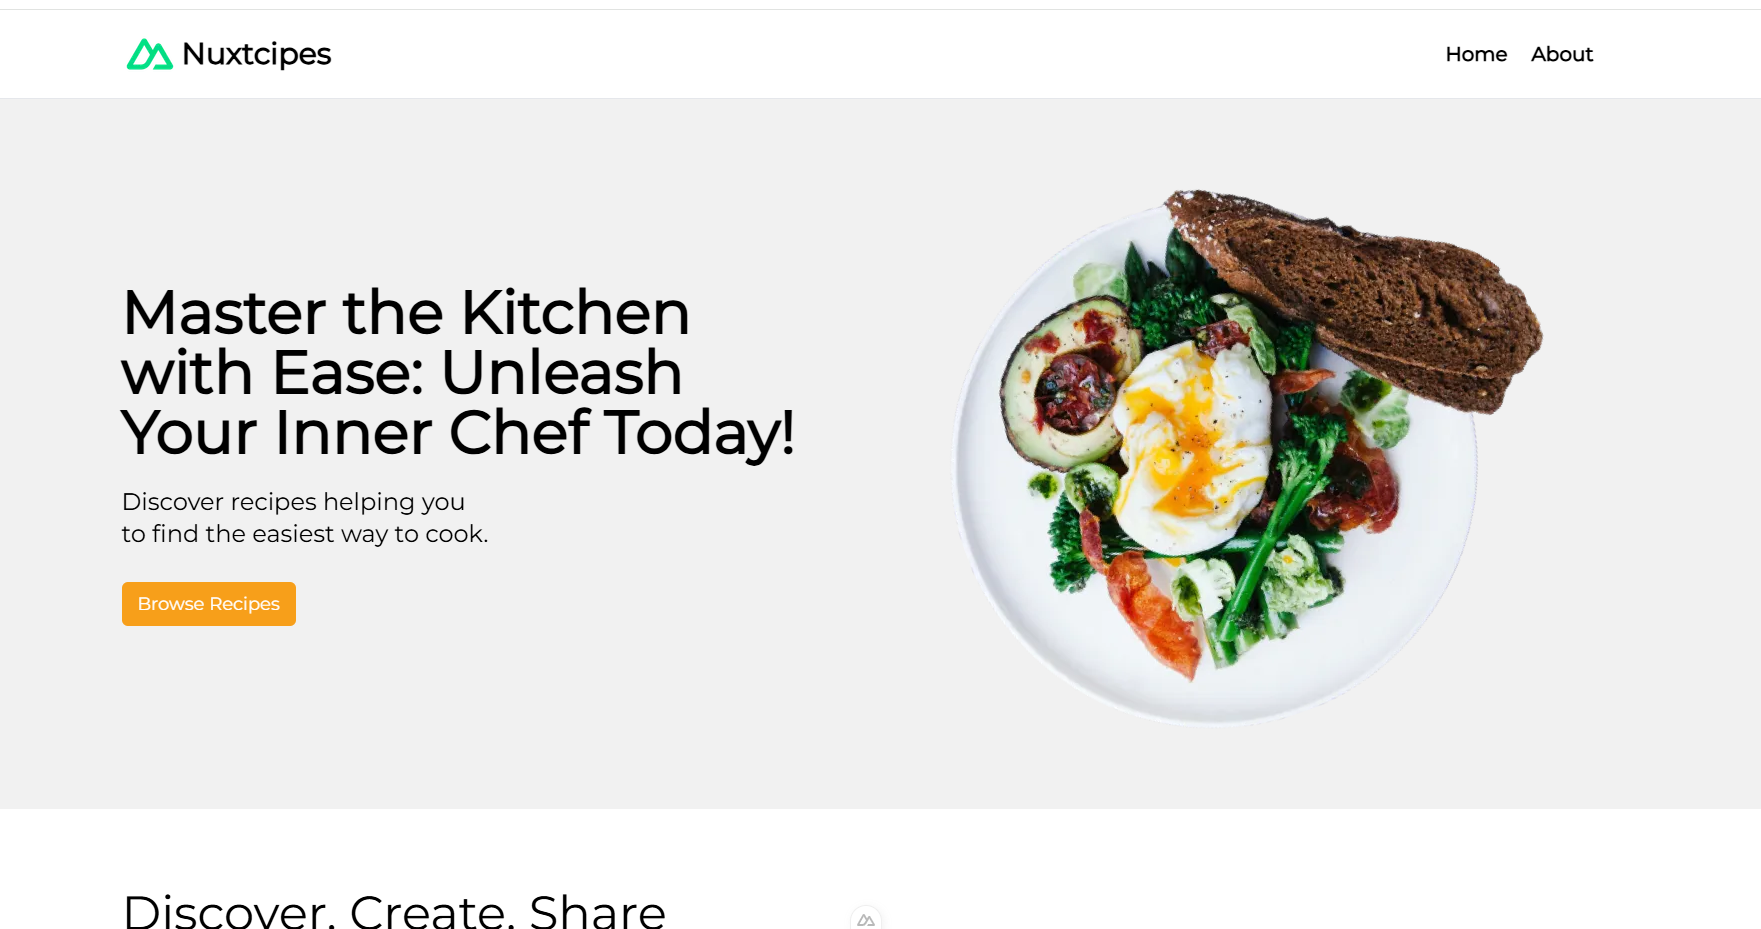 Nuxtcipes
Home About
Master the Kitchen
with Ease: Unleash
Your Inner Chef Today!
Discover recipes helping you
to find the easiest way to cook.
Browse Recipes
Discover. Create. Share